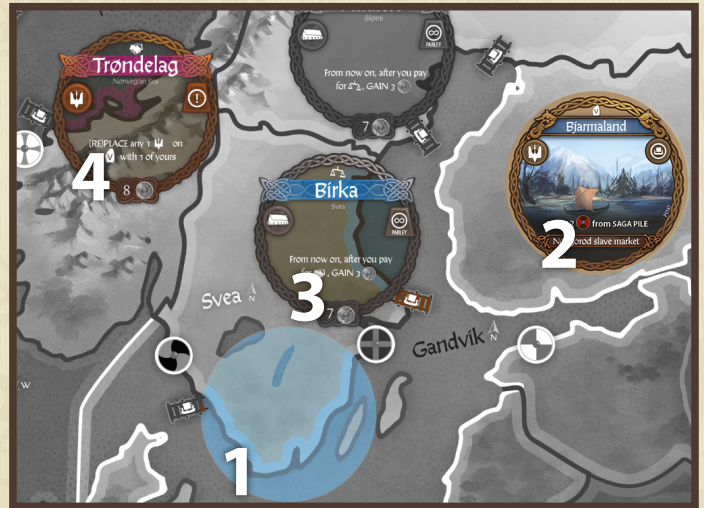 Sápmi
PARLEY
From now on, after you pay
for, GAIN 3
7
Trøndelag
Norwegian Sea
(RE)PLACE any 1 on
with 1 of yours
8
4
Bjarmaland
from SAGA PILE
slave market
2
Birka
Svea
PARLEY
From now on, after you pay
GAIN 3
7
3
Svea N
Gandvik N
W
1